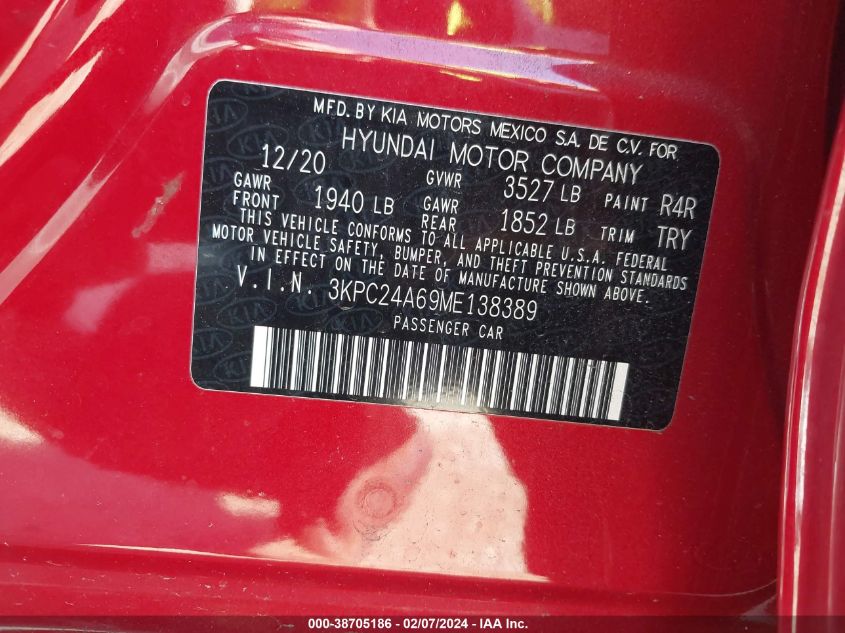 MFD. BY KIA MOTORS MEXICO S.A. DE C.V. FOR
HYUNDAI MOTOR COMPANY
12/20 GVWR 3527 LB PAINT R4R
GAWR FRONT 1940 LB GAWR REAR 1852 LB TRIM TRY
THIS VEHICLE CONFORMS TO ALL APPLICABLE U.S.A. FEDERAL
MOTOR VEHICLE SAFETY, BUMPER, AND THEFT PREVENTION STANDARDS
IN EFFECT ON THE DATE OF MANUFACTURE SHOWN ABOVE.
V.I.N. 3KPC24A69ME138389
PASSENGER CAR
000-38705186 - 02/07/2024 - IAA Inc.